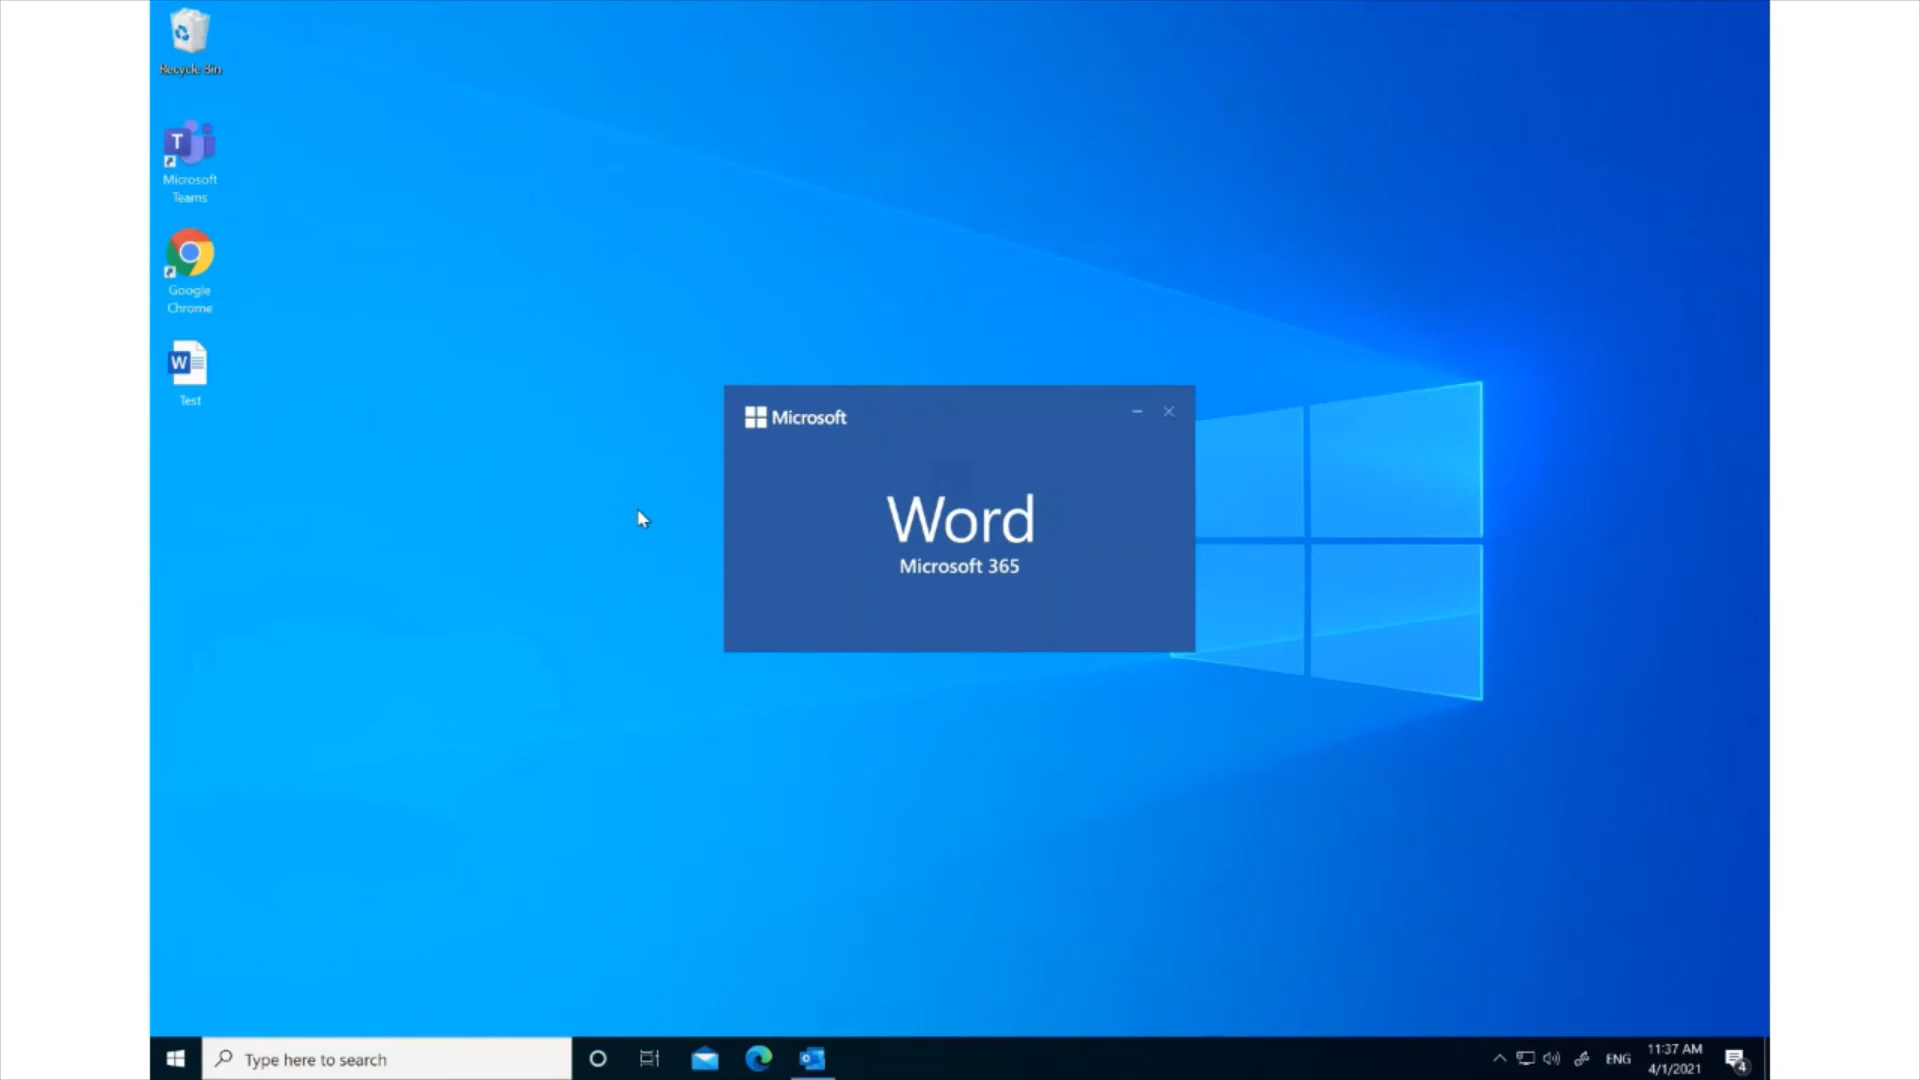 Recycle Bin
T
Microsoft
Teams
Google
Chrome
W
Test
Microsoft
Word
Microsoft 365
Type here to search
ENG
11:37 AM
4/1/2021
4